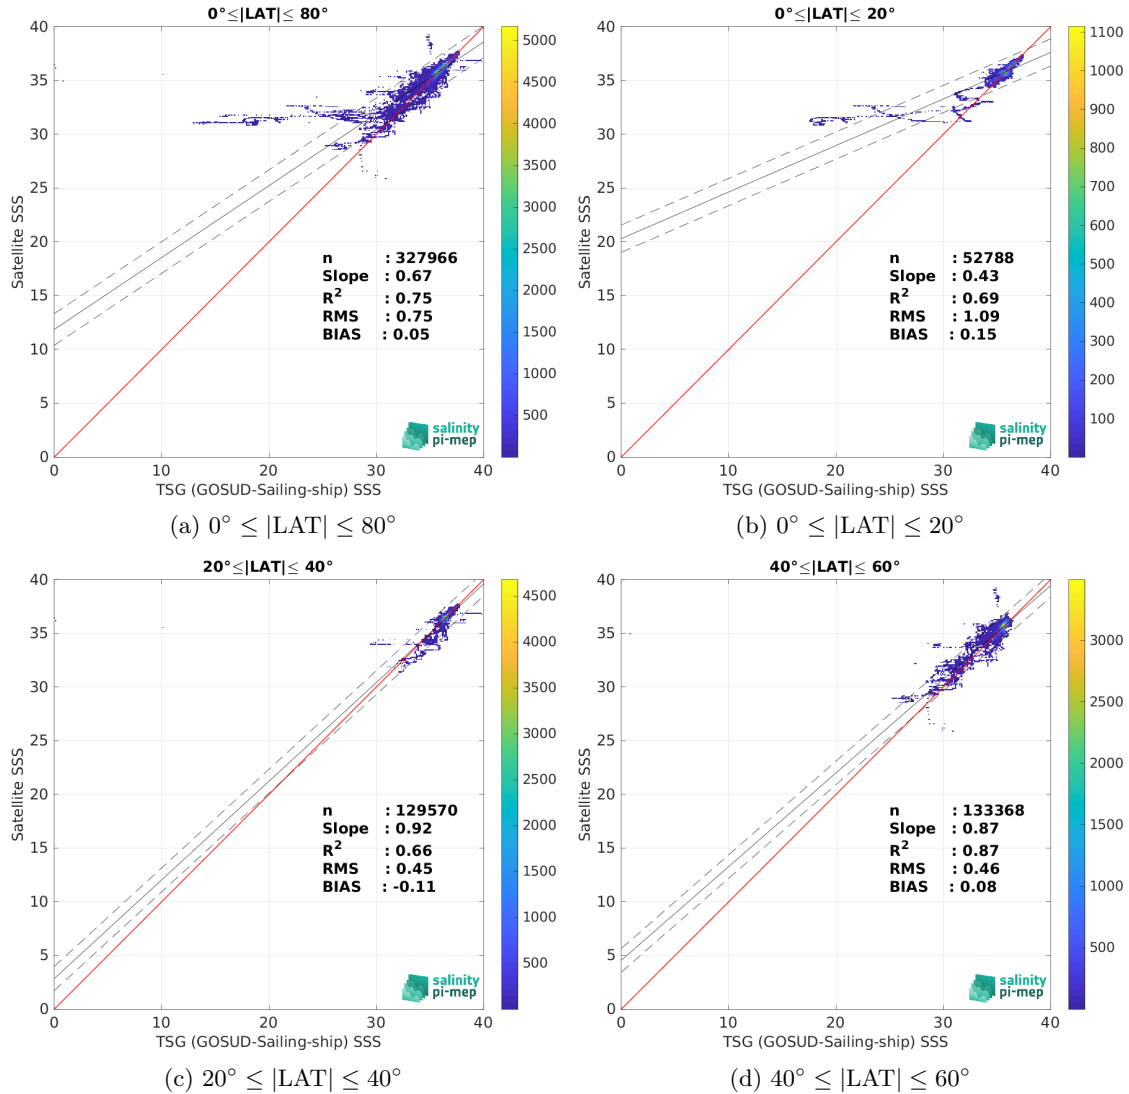 0°≤|LAT|≤ 80°
40
35
30
25
20
15
10
5
0
Satellite SSS
0
10
20
30
40
TSG (GOSUD-Sailing-ship) SSS
n : 327966
Slope : 0.67
R² : 0.75
RMS : 0.75
BIAS : 0.05
salinity
pi-mep
5000
4500
4000
3500
3000
2500
2000
1500
1000
500
(a) 0° ≤ |LAT| ≤ 80°
0°≤|LAT|≤ 20°
40
35
30
25
20
15
10
5
0
Satellite SSS
0
10
20
30
40
TSG (GOSUD-Sailing-ship) SSS
n : 52788
Slope : 0.43
R² : 0.69
RMS : 1.09
BIAS : 0.15
salinity
pi-mep
1100
1000
900
800
700
600
500
400
300
200
100
(b) 0° ≤ |LAT| ≤ 20°
20°≤|LAT|≤ 40°
40
35
30
25
20
15
10
5
0
Satellite SSS
0
10
20
30
40
TSG (GOSUD-Sailing-ship) SSS
n : 129570
Slope : 0.92
R² : 0.66
RMS : 0.45
BIAS : -0.11
salinity
pi-mep
4500
4000
3500
3000
2500
2000
1500
1000
500
(c) 20° ≤ |LAT| ≤ 40°
40°≤|LAT|≤ 60°
40
35
30
25
20
15
10
5
0
Satellite SSS
0
10
20
30
40
TSG (GOSUD-Sailing-ship) SSS
n : 133368
Slope : 0.87
R² : 0.87
RMS : 0.46
BIAS : 0.08
salinity
pi-mep
3000
2500
2000
1500
1000
500
(d) 40° ≤ |LAT| ≤ 60°